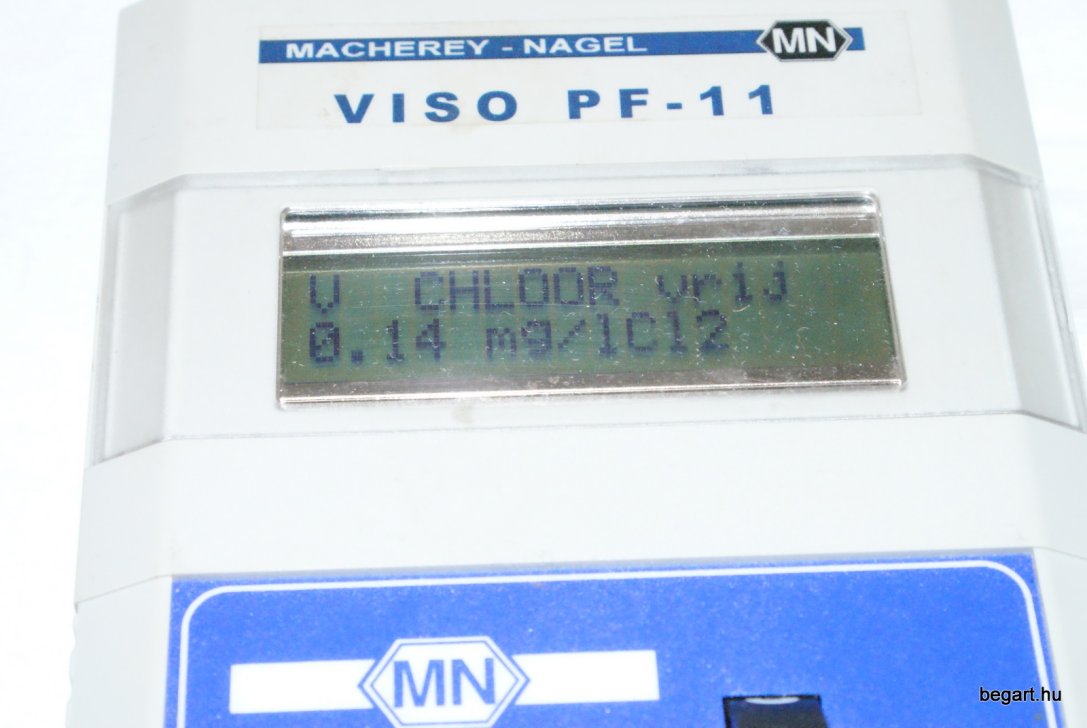 MACHEREY - NAGEL MN
VISO PF-11
V CHLOOR vrij
0.14 mg/lCl2
MN
begart.hu